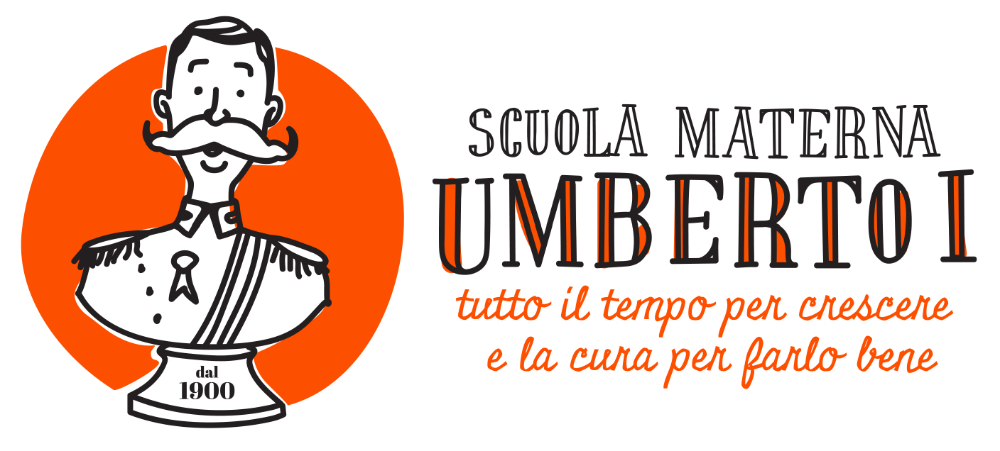 dal
1900
SCUOLA MATERNA
UMBERTO I
tutto il tempo per crescere
e la cura per farlo bene